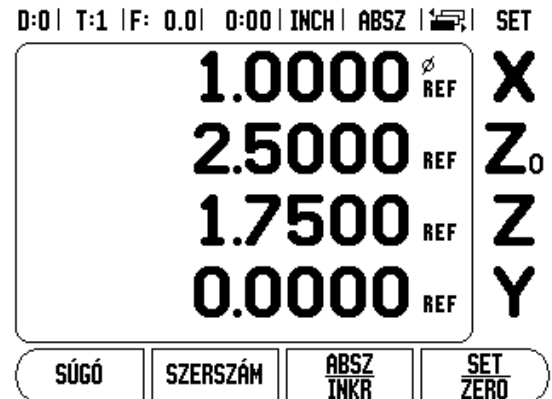 D:0 | T:1 | F: 0.0 | 0:00 | INCH | ABSZ | SET
1.0000 Ø REF X
2.5000 REF Z0
1.7500 REF Z
0.0000 REF Y
SÚGÓ SZERSZÁM ABSZ SET
INKR ZERO